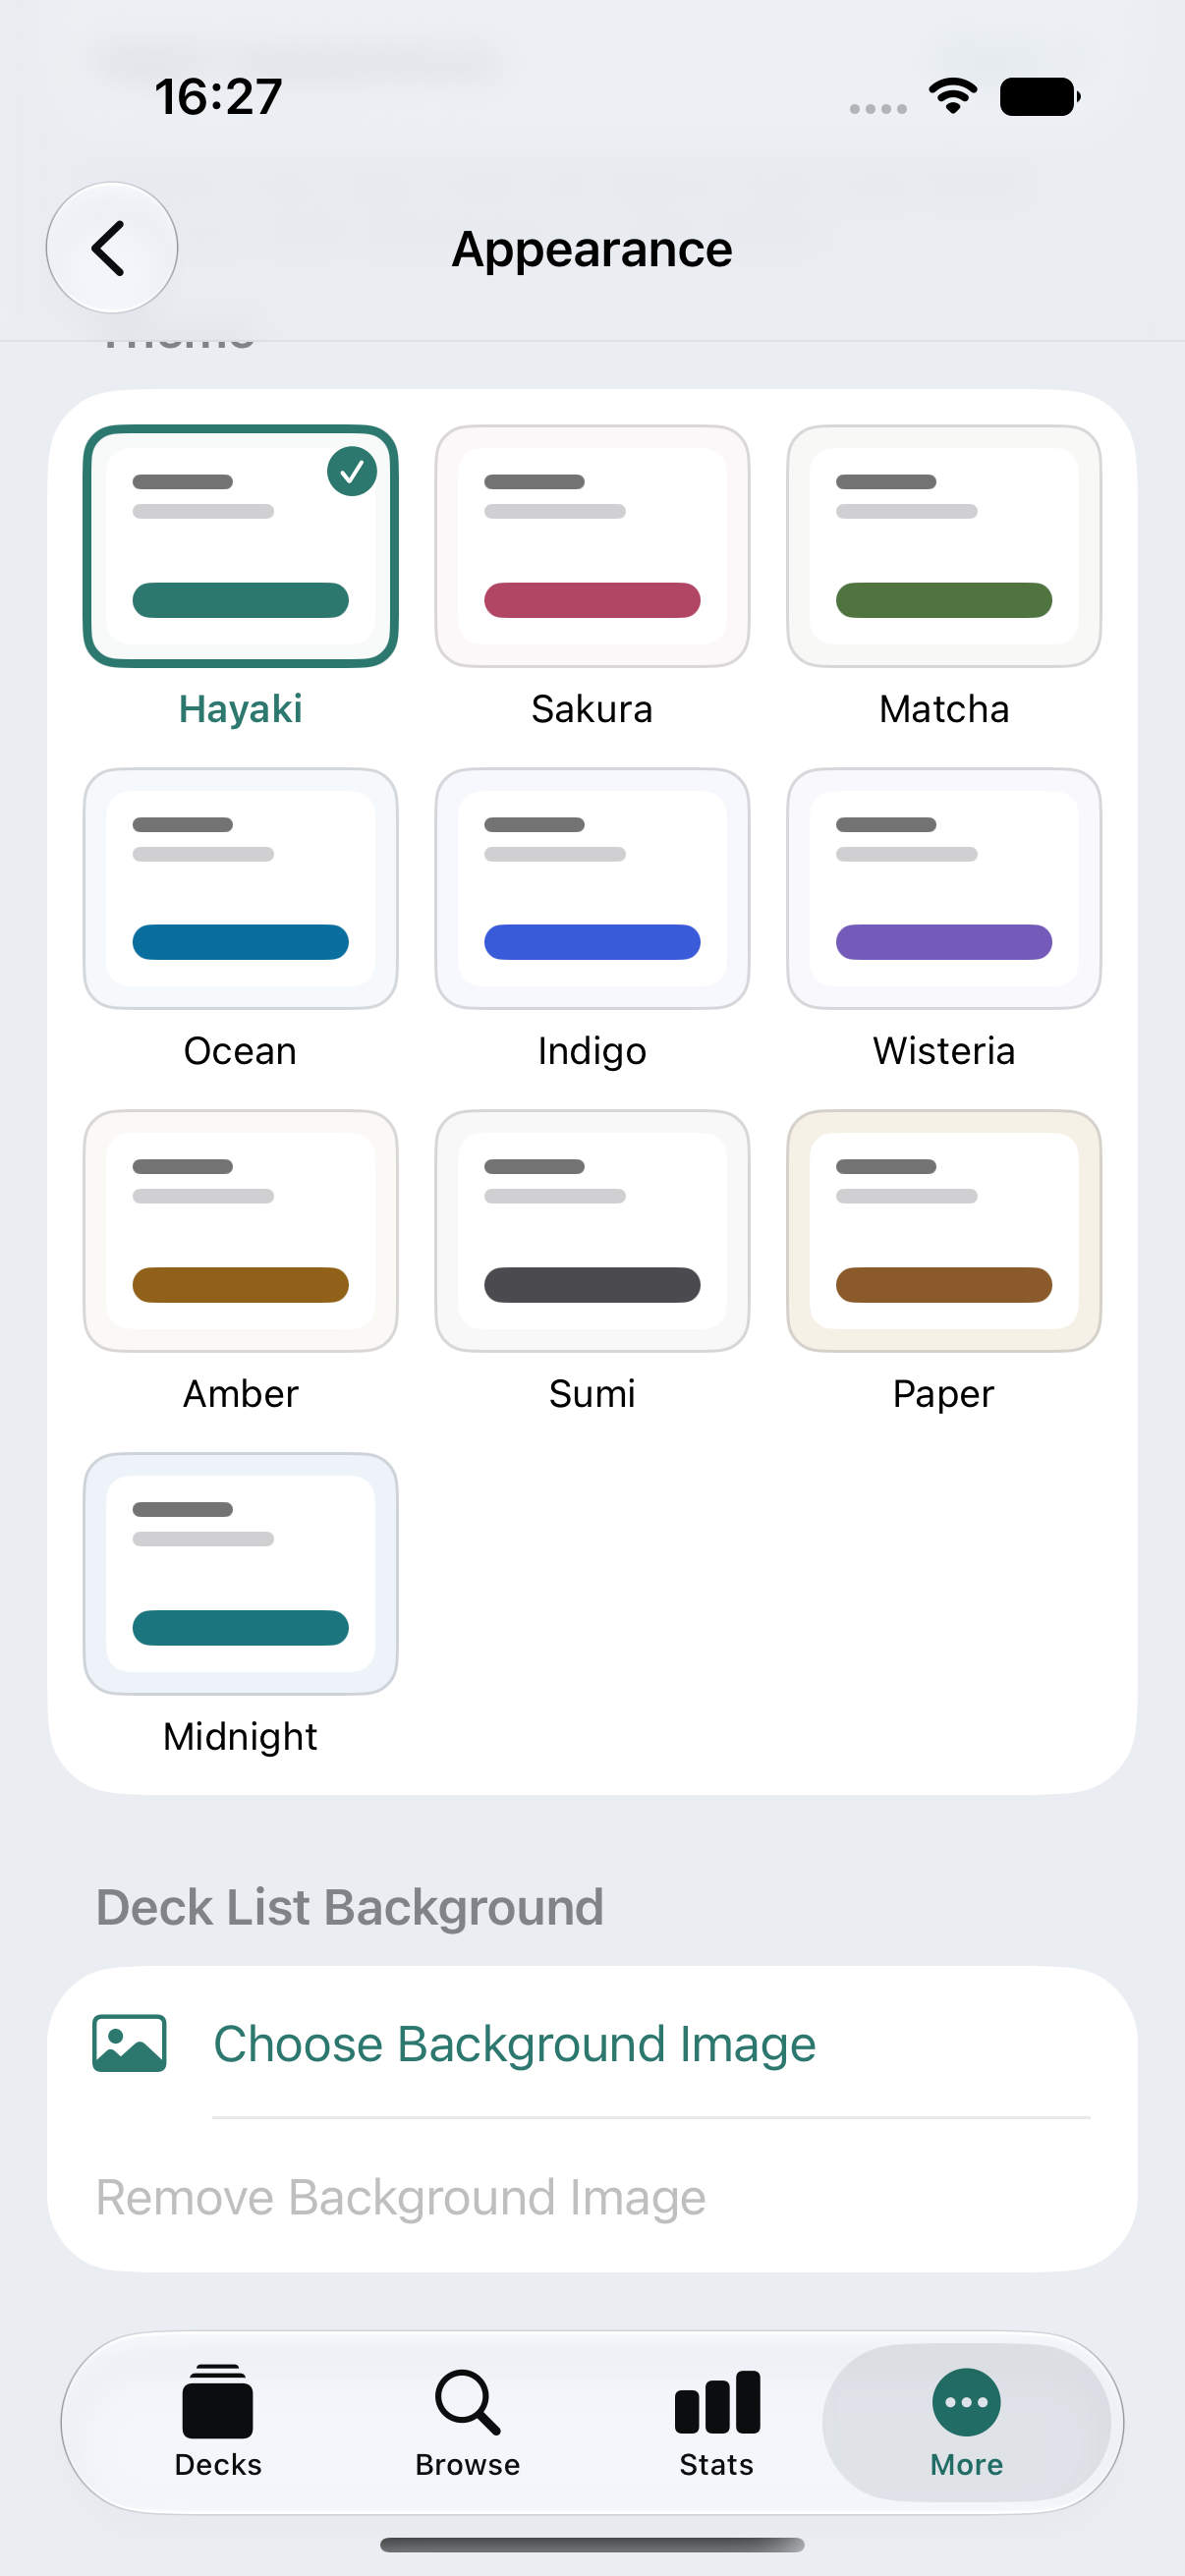 16:27
Appearance
Theme
Hayaki
Sakura
Matcha
Ocean
Indigo
Wisteria
Amber
Sumi
Paper
Midnight
Deck List Background
Choose Background Image
Remove Background Image
Decks
Browse
Stats
More